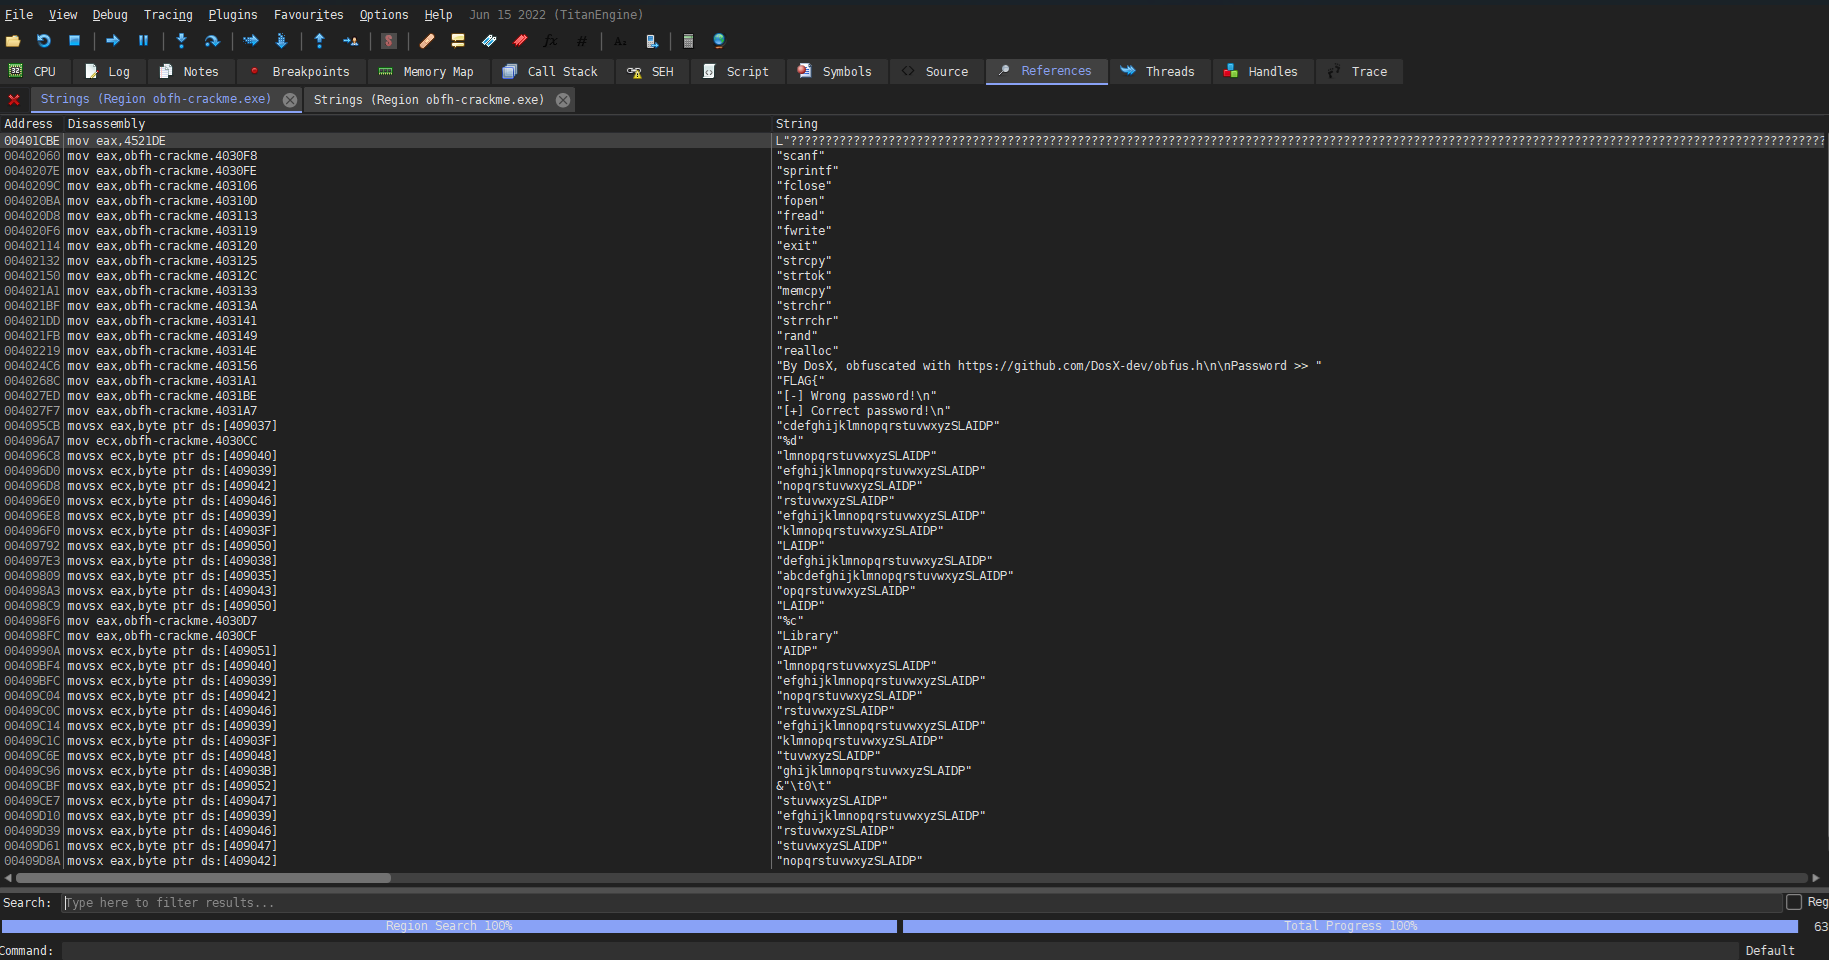 File View Debug Tracing Plugins Favourites Options Help Jun 15 2022 (TitanEngine)
CPU Log Notes Breakpoints Memory Map Call Stack SEH Script Symbols Source References Threads Handles Trace
Strings (Region obfh-crackme.exe) Strings (Region obfh-crackme.exe)
Address Disassembly String
00401CBE mov eax,4521DE
00402060 mov eax,obfh-crackme.4030F8 "scanf"
0040207E mov eax,obfh-crackme.4030FE "sprintf"
0040209C mov eax,obfh-crackme.403106 "fclose"
004020BA mov eax,obfh-crackme.40310D "fopen"
004020D8 mov eax,obfh-crackme.403113 "fread"
004020F6 mov eax,obfh-crackme.403119 "fwrite"
00402114 mov eax,obfh-crackme.403120 "exit"
00402132 mov eax,obfh-crackme.403125 "strcpy"
00402150 mov eax,obfh-crackme.40312C "strtok"
004021A1 mov eax,obfh-crackme.403133 "memcpy"
004021BF mov eax,obfh-crackme.40313A "strchr"
004021DD mov eax,obfh-crackme.403141 "strrchr"
004021FB mov eax,obfh-crackme.403149 "rand"
00402219 mov eax,obfh-crackme.40314E "realloc"
004024C6 mov eax,obfh-crackme.403156 "By DosX, obfuscated with https://github.com/DosX-dev/obfus.h\n\nPassword >> "
0040268C mov eax,obfh-crackme.4031A1 "FLAG{"
004027ED mov eax,obfh-crackme.4031BE "[-] Wrong password!\n"
004027F7 mov eax,obfh-crackme.4031A7 "[+] Correct password!\n"
004095CB movsx eax,byte ptr ds:[409037] "cdefghijklmnopqrstuvwxyzSLAIDP"
004096A7 mov ecx,obfh-crackme.4030CC "%d"
004096C8 movsx ecx,byte ptr ds:[409040] "lmnopqrstuvwxyzSLAIDP"
004096D0 movsx ecx,byte ptr ds:[409039] "efghijklmnopqrstuvwxyzSLAIDP"
004096D8 movsx ecx,byte ptr ds:[409042] "nopqrstuvwxyzSLAIDP"
004096E0 movsx ecx,byte ptr ds:[409046] "rstuvwxyzSLAIDP"
004096E8 movsx ecx,byte ptr ds:[409039] "efghijklmnopqrstuvwxyzSLAIDP"
004096F0 movsx ecx,byte ptr ds:[40903F] "klmnopqrstuvwxyzSLAIDP"
00409792 movsx eax,byte ptr ds:[409050] "LAIDP"
004097E3 movsx eax,byte ptr ds:[409038] "defghijklmnopqrstuvwxyzSLAIDP"
00409809 movsx eax,byte ptr ds:[409035] "abcdefghijklmnopqrstuvwxyzSLAIDP"
004098A3 movsx eax,byte ptr ds:[409043] "opqrstuvwxyzSLAIDP"
004098C9 movsx eax,byte ptr ds:[409050] "LAIDP"
004098F6 mov eax,obfh-crackme.4030D7 "%c"
004098FC mov eax,obfh-crackme.4030CF "Library"
0040990A movsx ecx,byte ptr ds:[409051] "AIDP"
00409BF4 movsx ecx,byte ptr ds:[409040] "lmnopqrstuvwxyzSLAIDP"
00409BFC movsx ecx,byte ptr ds:[409039] "efghijklmnopqrstuvwxyzSLAIDP"
00409C04 movsx ecx,byte ptr ds:[409042] "nopqrstuvwxyzSLAIDP"
00409C0C movsx ecx,byte ptr ds:[409046] "rstuvwxyzSLAIDP"
00409C14 movsx ecx,byte ptr ds:[409039] "efghijklmnopqrstuvwxyzSLAIDP"
00409C1C movsx ecx,byte ptr ds:[40903F] "klmnopqrstuvwxyzSLAIDP"
00409C6E movsx ecx,byte ptr ds:[409048] "tuvwxyzSLAIDP"
00409C96 movsx ecx,byte ptr ds:[40903B] "ghijklmnopqrstuvwxyzSLAIDP"
00409CBF movsx eax,byte ptr ds:[409052] &"\t0\t"
00409CE7 movsx ecx,byte ptr ds:[409047] "stuvwxyzSLAIDP"
00409D10 movsx eax,byte ptr ds:[409039] "efghijklmnopqrstuvwxyzSLAIDP"
00409D39 movsx eax,byte ptr ds:[409046] "rstuvwxyzSLAIDP"
00409D61 movsx ecx,byte ptr ds:[409047] "stuvwxyzSLAIDP"
00409D8A movsx eax,byte ptr ds:[409042] "nopqrstuvwxyzSLAIDP"
Search: Type here to filter results... Reg
Region Search 100% Total Progress 100% 63
Command: Default